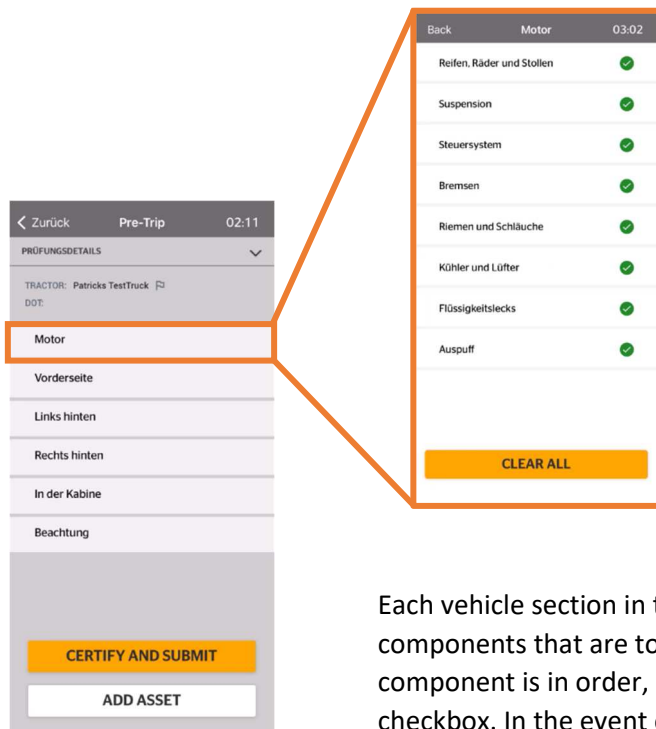 Back Motor 03:02
Reifen, Räder und Stollen
Suspension
Steuersystem
Bremsen
Riemen und Schläuche
Kühler und Lüfter
Flüssigkeitslecks
Auspuff
CLEAR ALL
Zurück Pre-Trip 02:11
PRÜFUNGSDETAILS
TRACTOR: Patricks TestTruck
DOT:
Motor
Vorderseite
Links hinten
Rechts hinten
In der Kabine
Beachtung
CERTIFY AND SUBMIT
ADD ASSET
Each vehicle section in
components that are to
component is in order,
checkbox. In the event